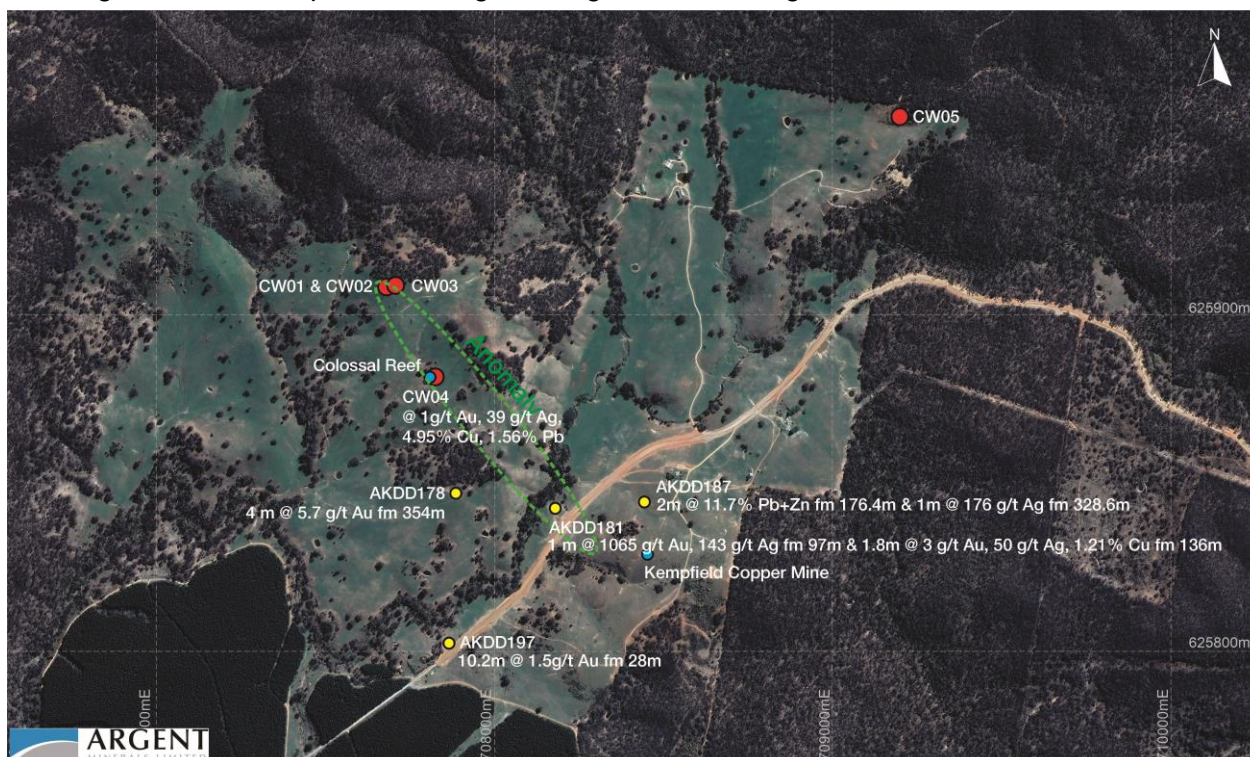 N
CW05
CW01 & CW02
CW03
625900m
Anomaly
Colossal Reef
CW04
@ 1g/t Au, 39 g/t Ag,
4.95% Cu, 1.56% Pb
AKDD178
4 m @ 5.7 g/t Au fm 354m
AKDD187
2m @ 11.7% Pb+Zn fm 176.4m & 1m @ 176 g/t Ag fm 328.6m
AKDD181
1 m @ 1065 g/t Au, 143 g/t Ag fm 97m & 1.8m @ 3 g/t Au, 50 g/t Ag, 1.21% Cu fm 136m
Kempfield Copper Mine
AKDD197
10.2m @ 1.5g/t Au fm 28m
625800m
708000mE
709000mE
710000mE
ARGENT